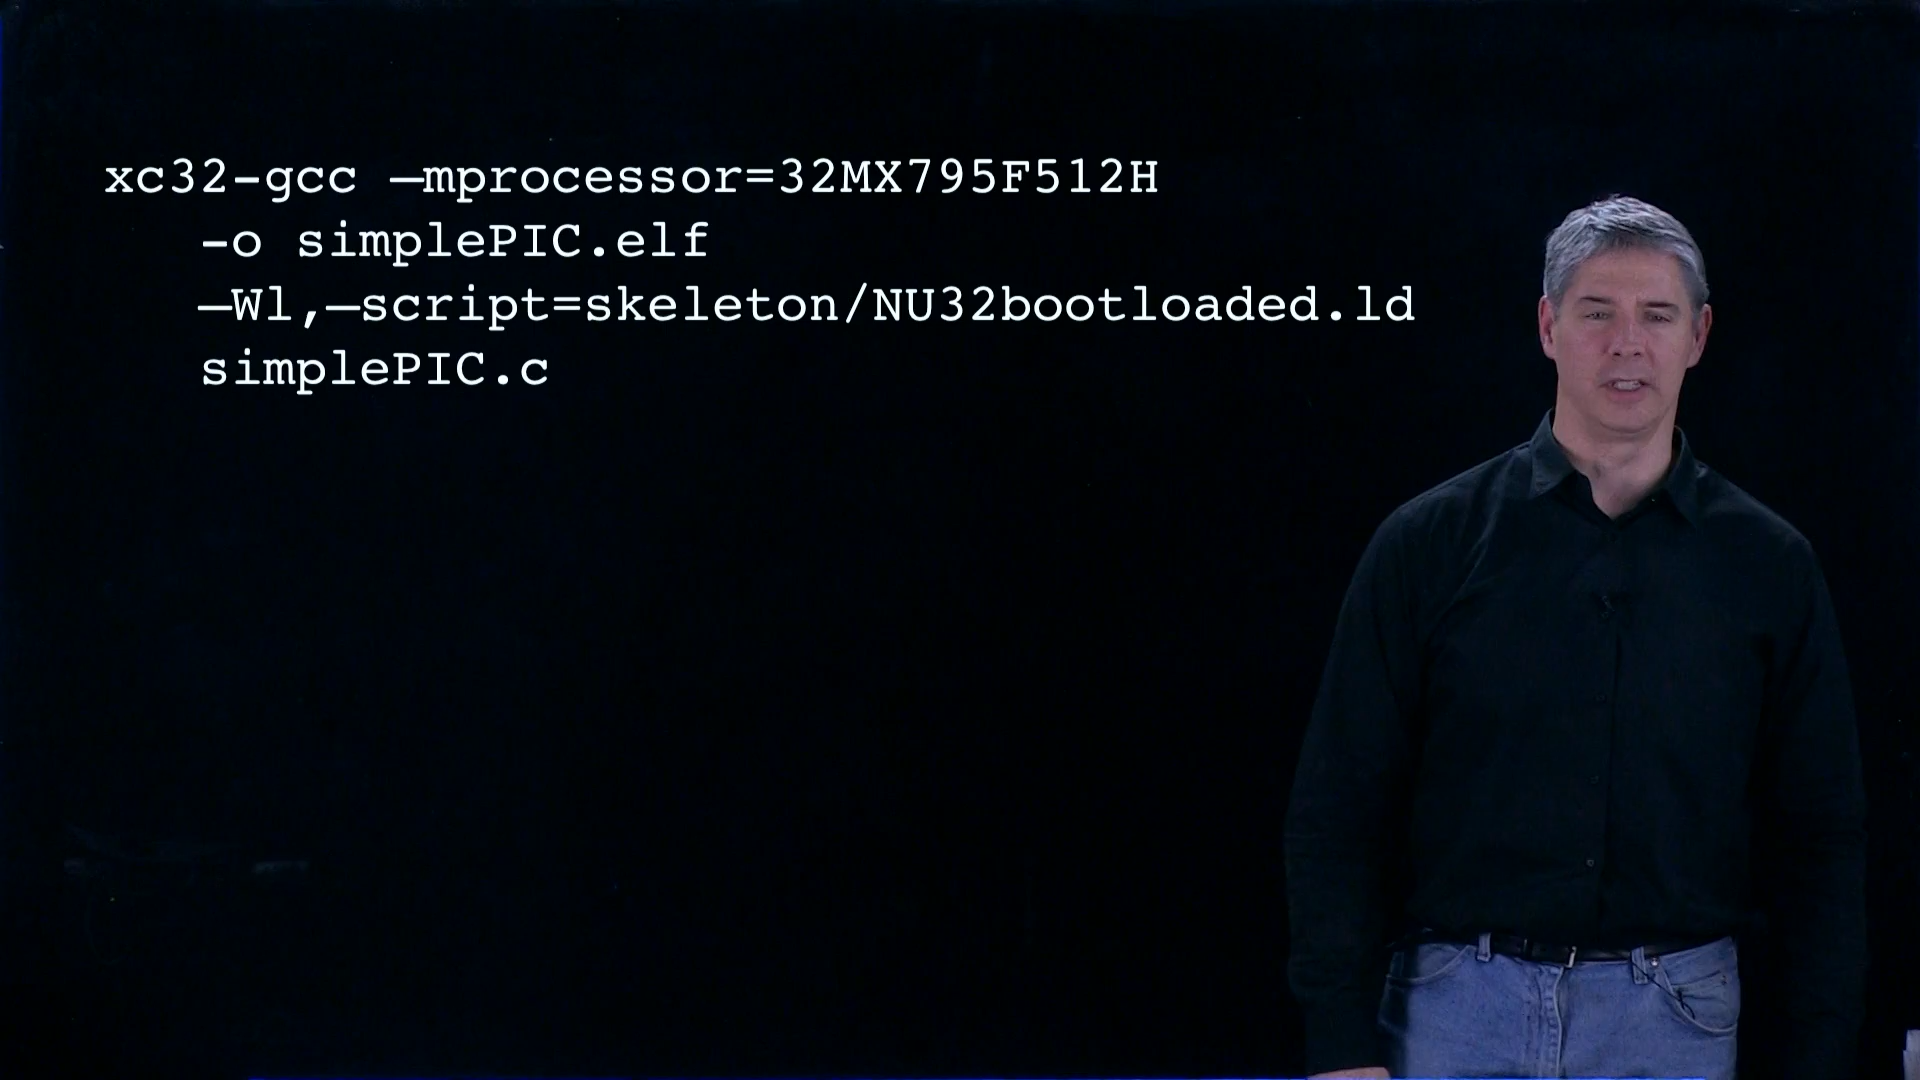 xc32-gcc –mprocessor=32MX795F512H
-o simplePIC.elf
–Wl,–script=skeleton/NU32bootloaded.ld
simplePIC.c